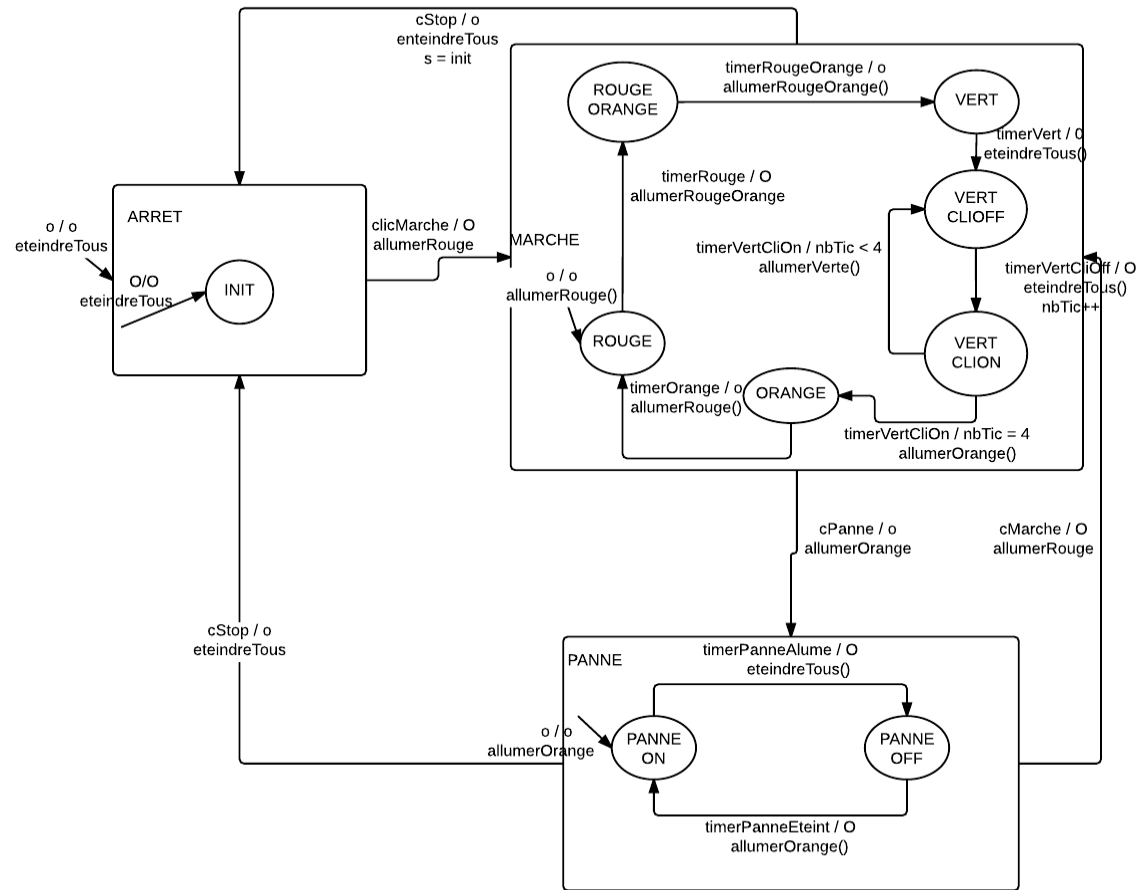 cStop / o
enteindreTous
s = init
ROUGE
ORANGE
timerRougeOrange / o
allumerRougeOrange()
VERT
timerVert / 0
eteindreTous()
timerRouge / O
allumerRougeOrange
VERT
CLIOFF
ARRET
o / o
eteindreTous
clicMarche / O
allumerRouge
MARCHE
timerVertCliOn / nbTic < 4
allumerVerte()
timerVertCliOff / O
eteindreTous()
nbTic++
O/O
eteindreTous
INIT
o / o
allumerRouge()
ROUGE
VERT
CLION
timerOrange / o
allumerRouge()
ORANGE
timerVertCliOn / nbTic = 4
allumerOrange()
cPanne / o
allumerOrange
cMarche / O
allumerRouge
cStop / o
eteindreTous
PANNE
timerPanneAlume / O
eteindreTous()
o / o
allumerOrange
PANNE
ON
PANNE
OFF
timerPanneEteint / O
allumerOrange()